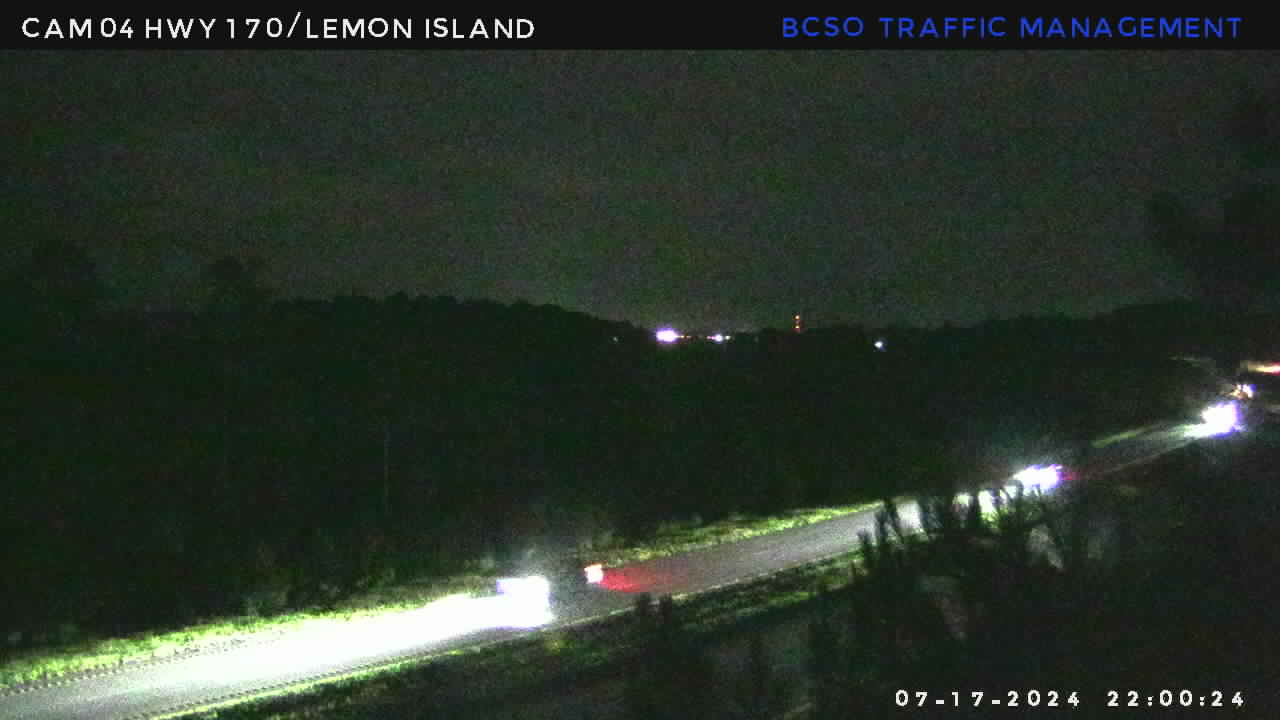 CAM04 HWY 170/LEMON ISLAND
BCSO TRAFFIC MANAGEMENT
07-17-2024 22:00:24